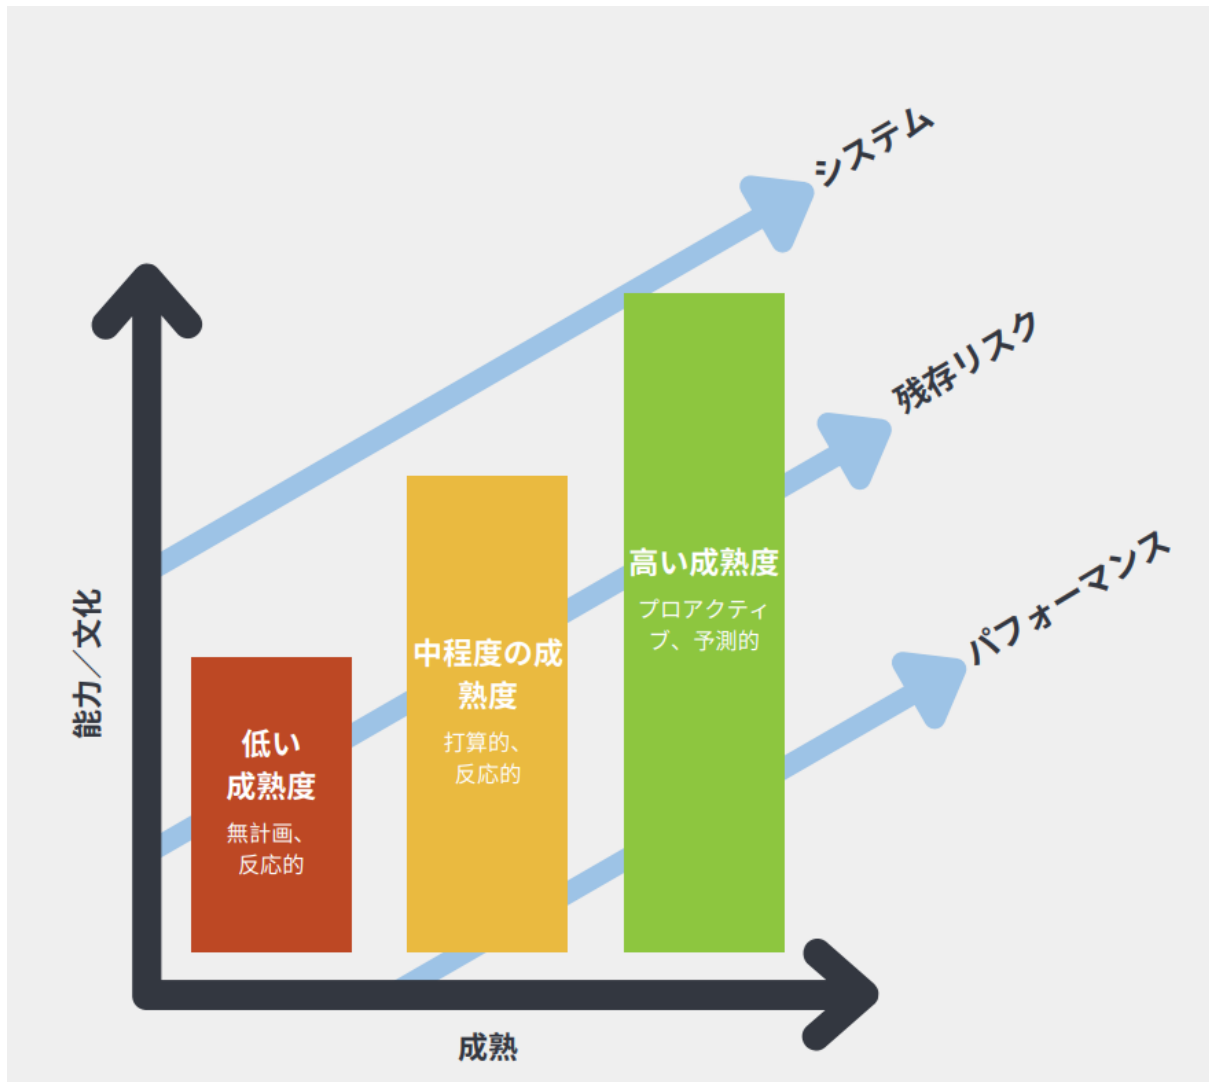 システム
残存リスク
パフォーマンス
能力／文化
低い
成熟度
無計画、
反応的
中程度の成
熟度
打算的、
反応的
高い成熟度
プロアクティ
ブ、予測的
成熟